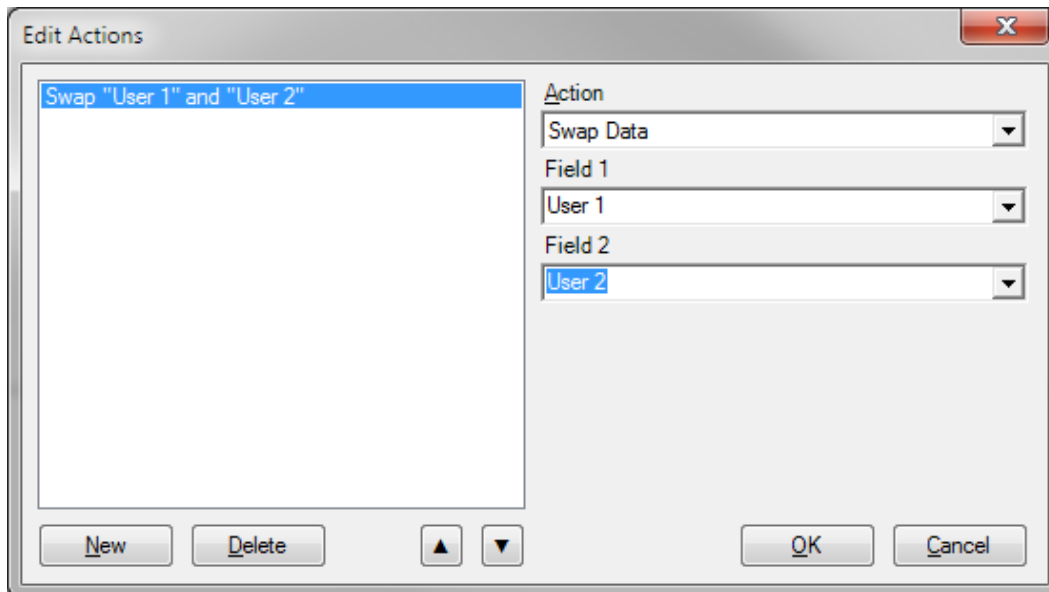 Edit Actions
Swap "User 1" and "User 2"
Action
Swap Data
Field 1
User 1
Field 2
User 2
New
Delete
OK
Cancel